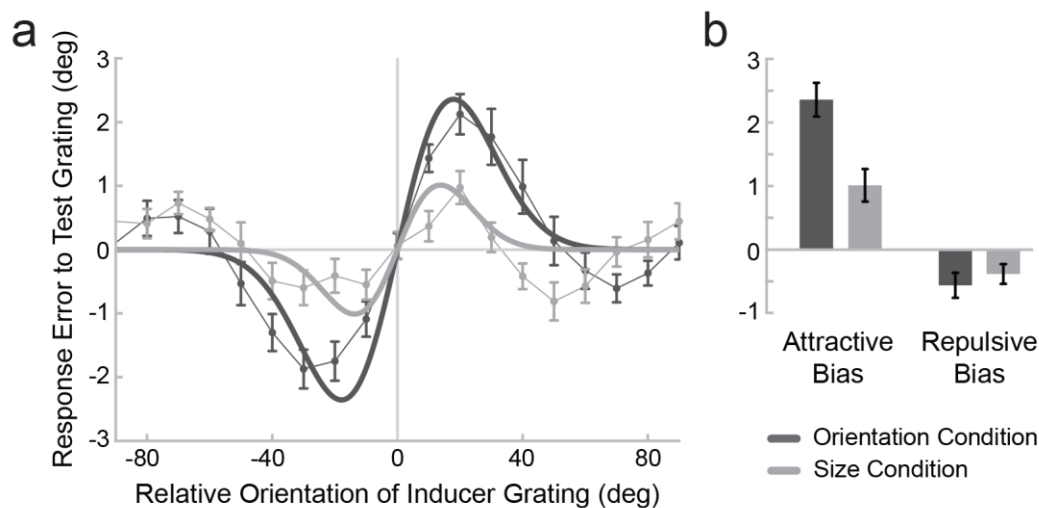 a
b
Response Error to Test Grating (deg)
3
2
1
0
-1
-2
-3
-80
-40
0
40
80
Relative Orientation of Inducer Grating (deg)
3
2
1
0
-1
Attractive
Bias
Repulsive
Bias
Orientation Condition
Size Condition